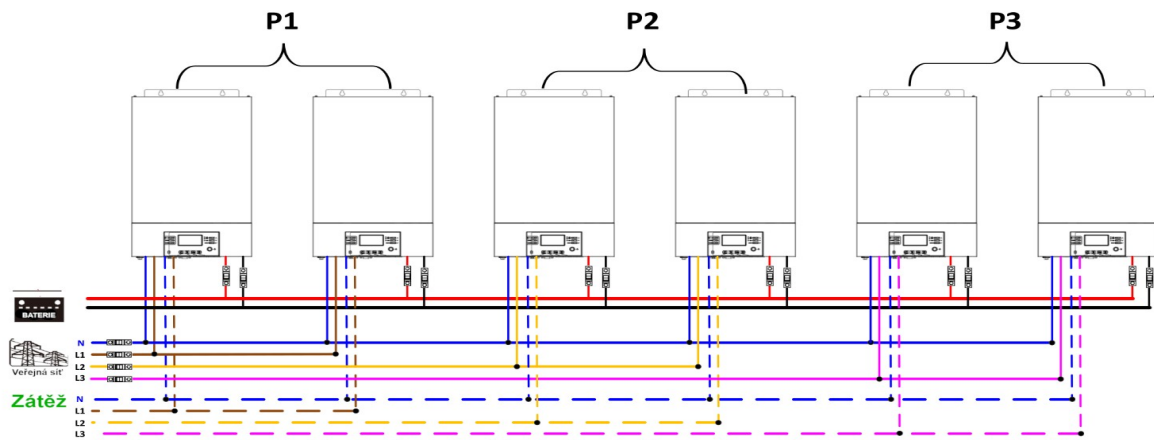 P1
P2
P3
BATERIE
N
L1
L2
L3
Veřejná síť
Zátěž
N
L1
L2
L3